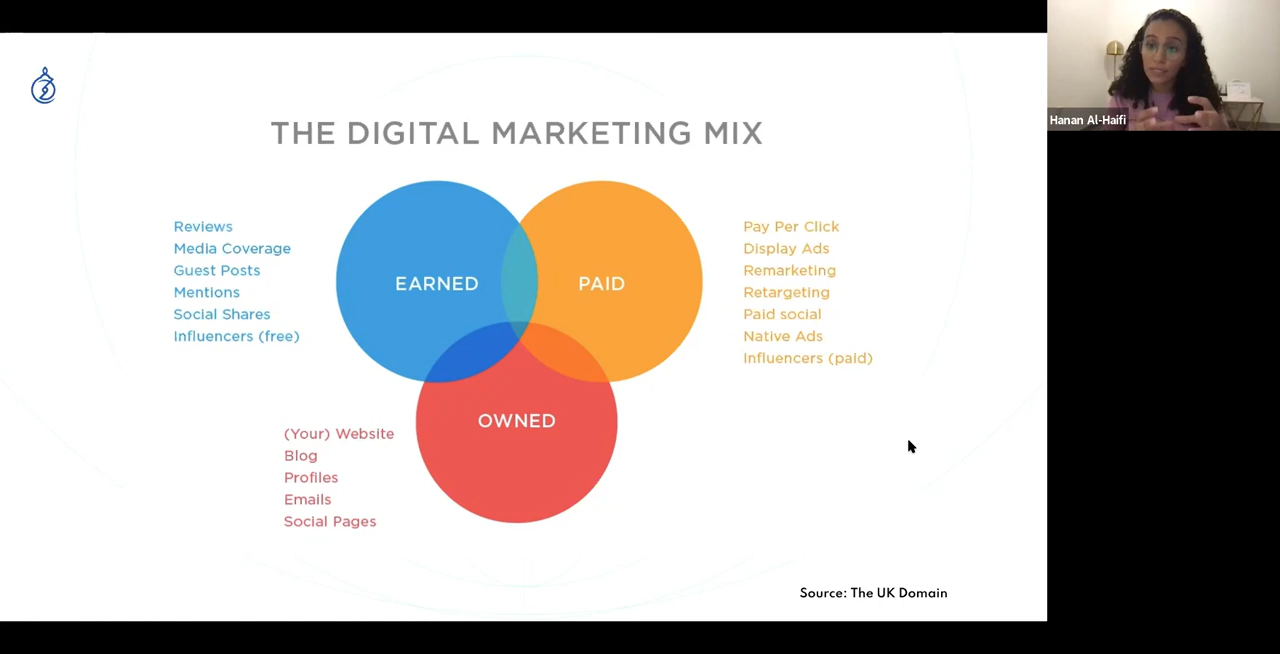 THE DIGITAL MARKETING MIX
Reviews
Media Coverage
Guest Posts
Mentions
Social Shares
Influencers (free)
EARNED
PAID
Pay Per Click
Display Ads
Remarketing
Retargeting
Paid social
Native Ads
Influencers (paid)
OWNED
(Your) Website
Blog
Profiles
Emails
Social Pages
Source: The UK Domain
Hanan Al-Haifi